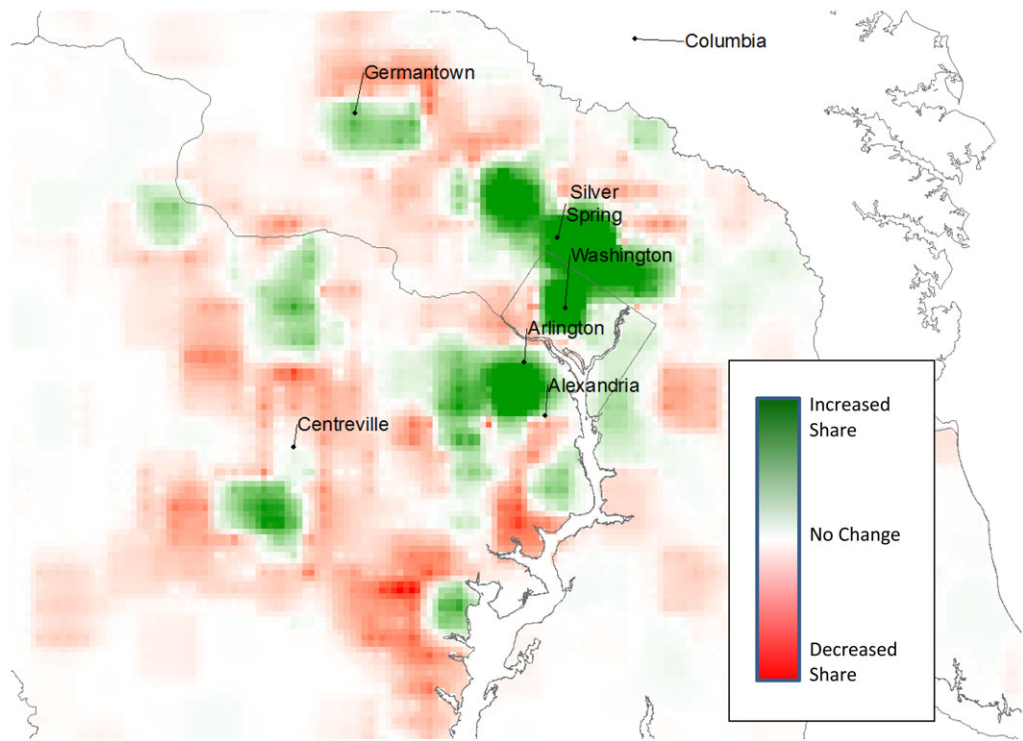 Columbia
Germantown
Silver
Spring
Washington
Arlington
Alexandria
Centreville
Increased
Share
No Change
Decreased
Share